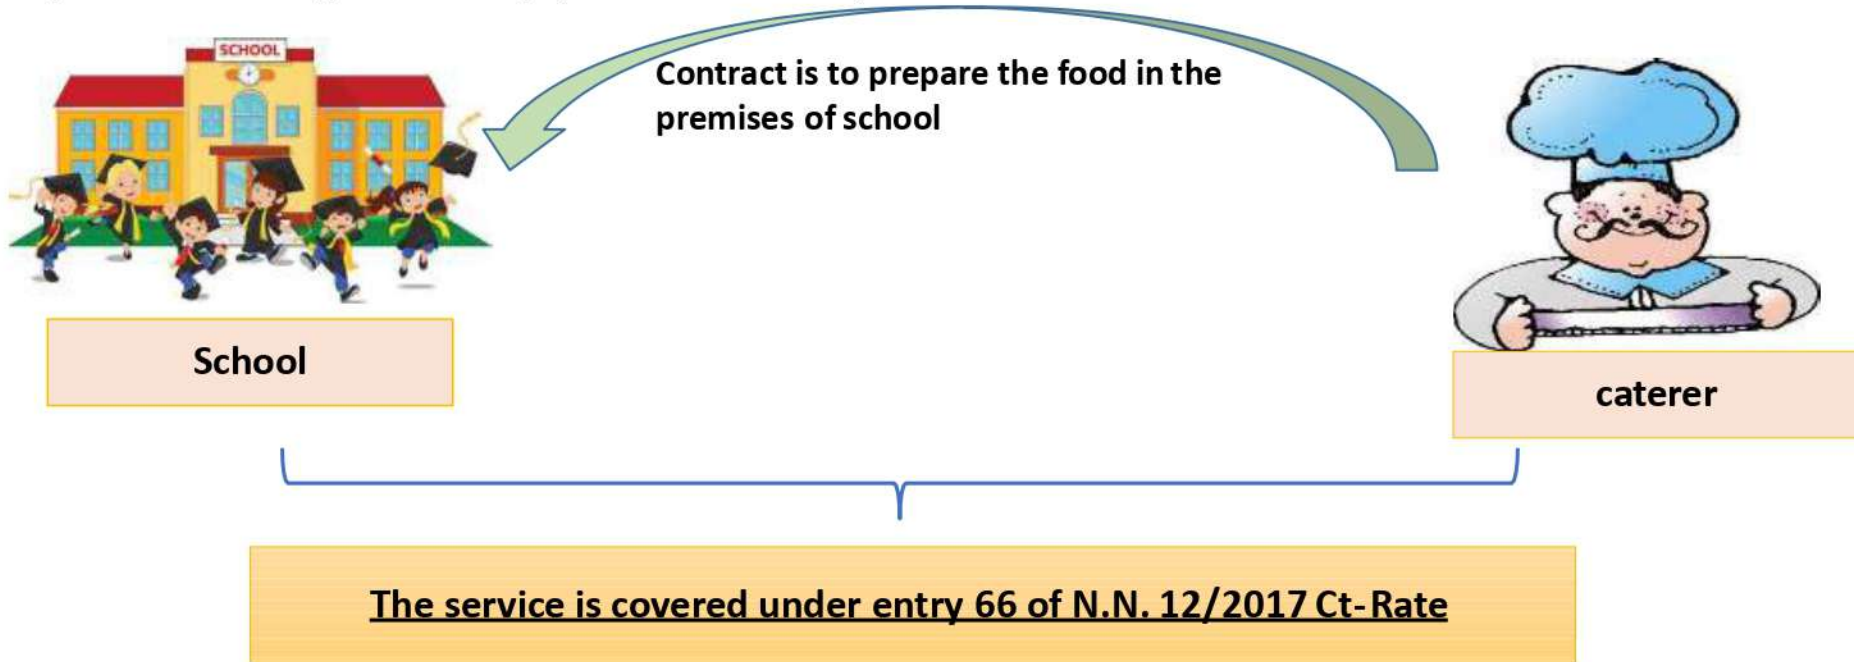 SCHOOL
Contract is to prepare the food in the
premises of school
School
caterer
The service is covered under entry 66 of N.N. 12/2017 Ct-Rate